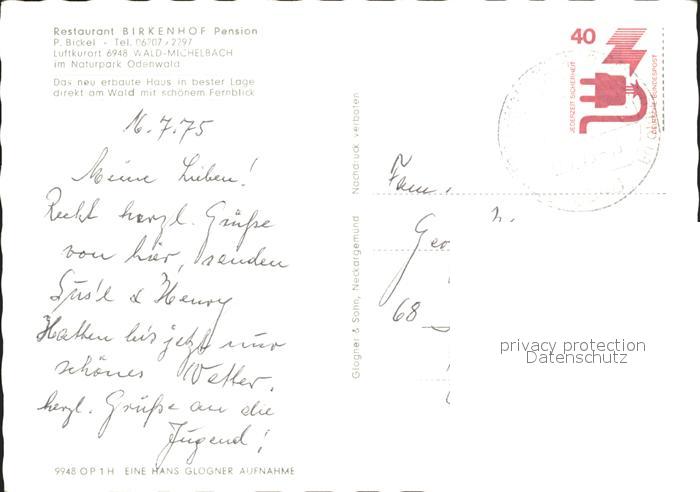 Restaurant BIRKENHOF Pension
P. Bickel - Tel. 06207 - 2297
Luftkurort 6948 WALD-MICHELBACH
im Naturpark Odenwald
Das neu erbaute Haus in bester Lage
direkt am Wald mit schönem Fernblick
16.7.75
Meine Lieben!
Recht herzl. Grüße
von hier, senden
Sus'l & Henry
Hatten bis jetzt nur
schönes Wetter.
herzl. Grüße an die
Jugend!
9948 OP 1 H EINE HANS GLOGNER AUFNAHME
Glogner & Sohn, Neckargemünd Nachdruck verboten
40
JEDERZEIT SICHERHEIT
DEUTSCHE BUNDESPOST
Fam.
Geo
68
privacy protection
Datenschutz